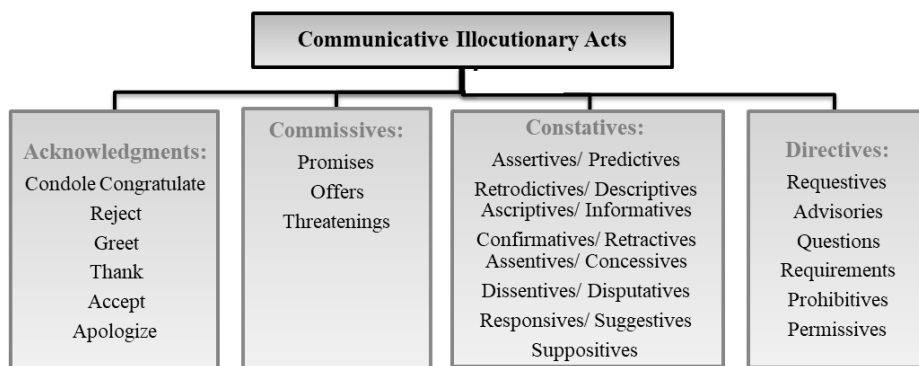 Communicative Illocutionary Acts
Acknowledgments:
Condole Congratulate
Reject
Greet
Thank
Accept
Apologize
Commissives:
Promises
Offers
Threatenings
Constatives:
Assertives/ Predictives
Retrodictives/ Descriptives
Ascriptives/ Informatives
Confirmatives/ Retractives
Assentives/ Concessives
Dissentives/ Disputatives
Responsives/ Suggestives
Suppositives
Directives:
Requestives
Advisories
Questions
Requirements
Prohibitives
Permissives